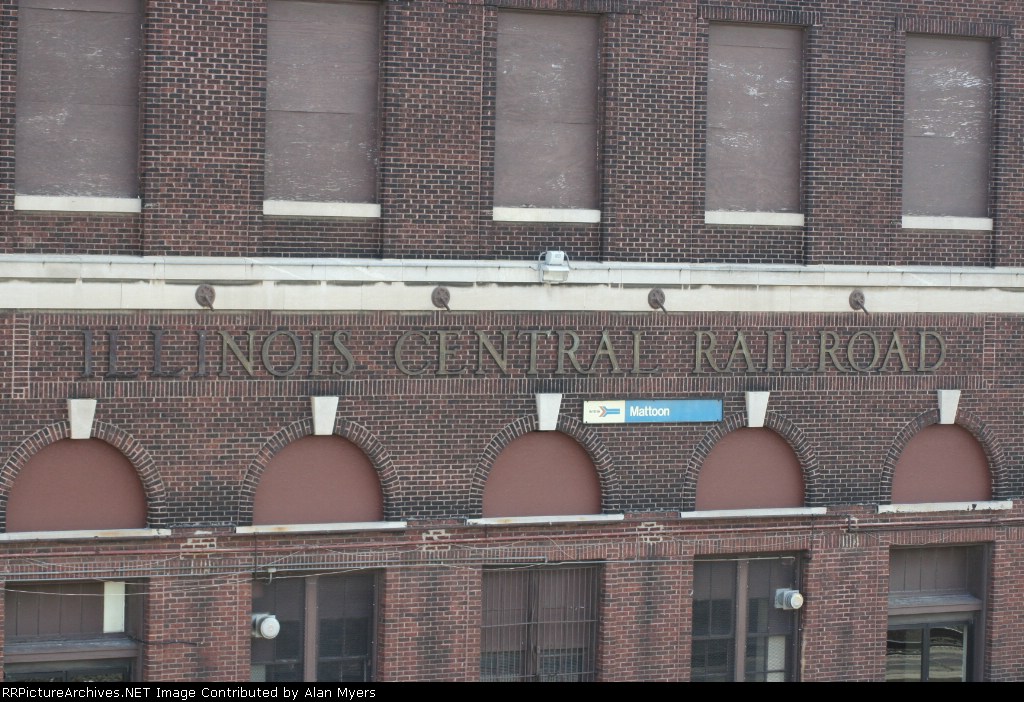 ILLINOIS CENTRAL RAILROAD
Mattoon
RRPictureArchives.NET Image Contributed by Alan Myers